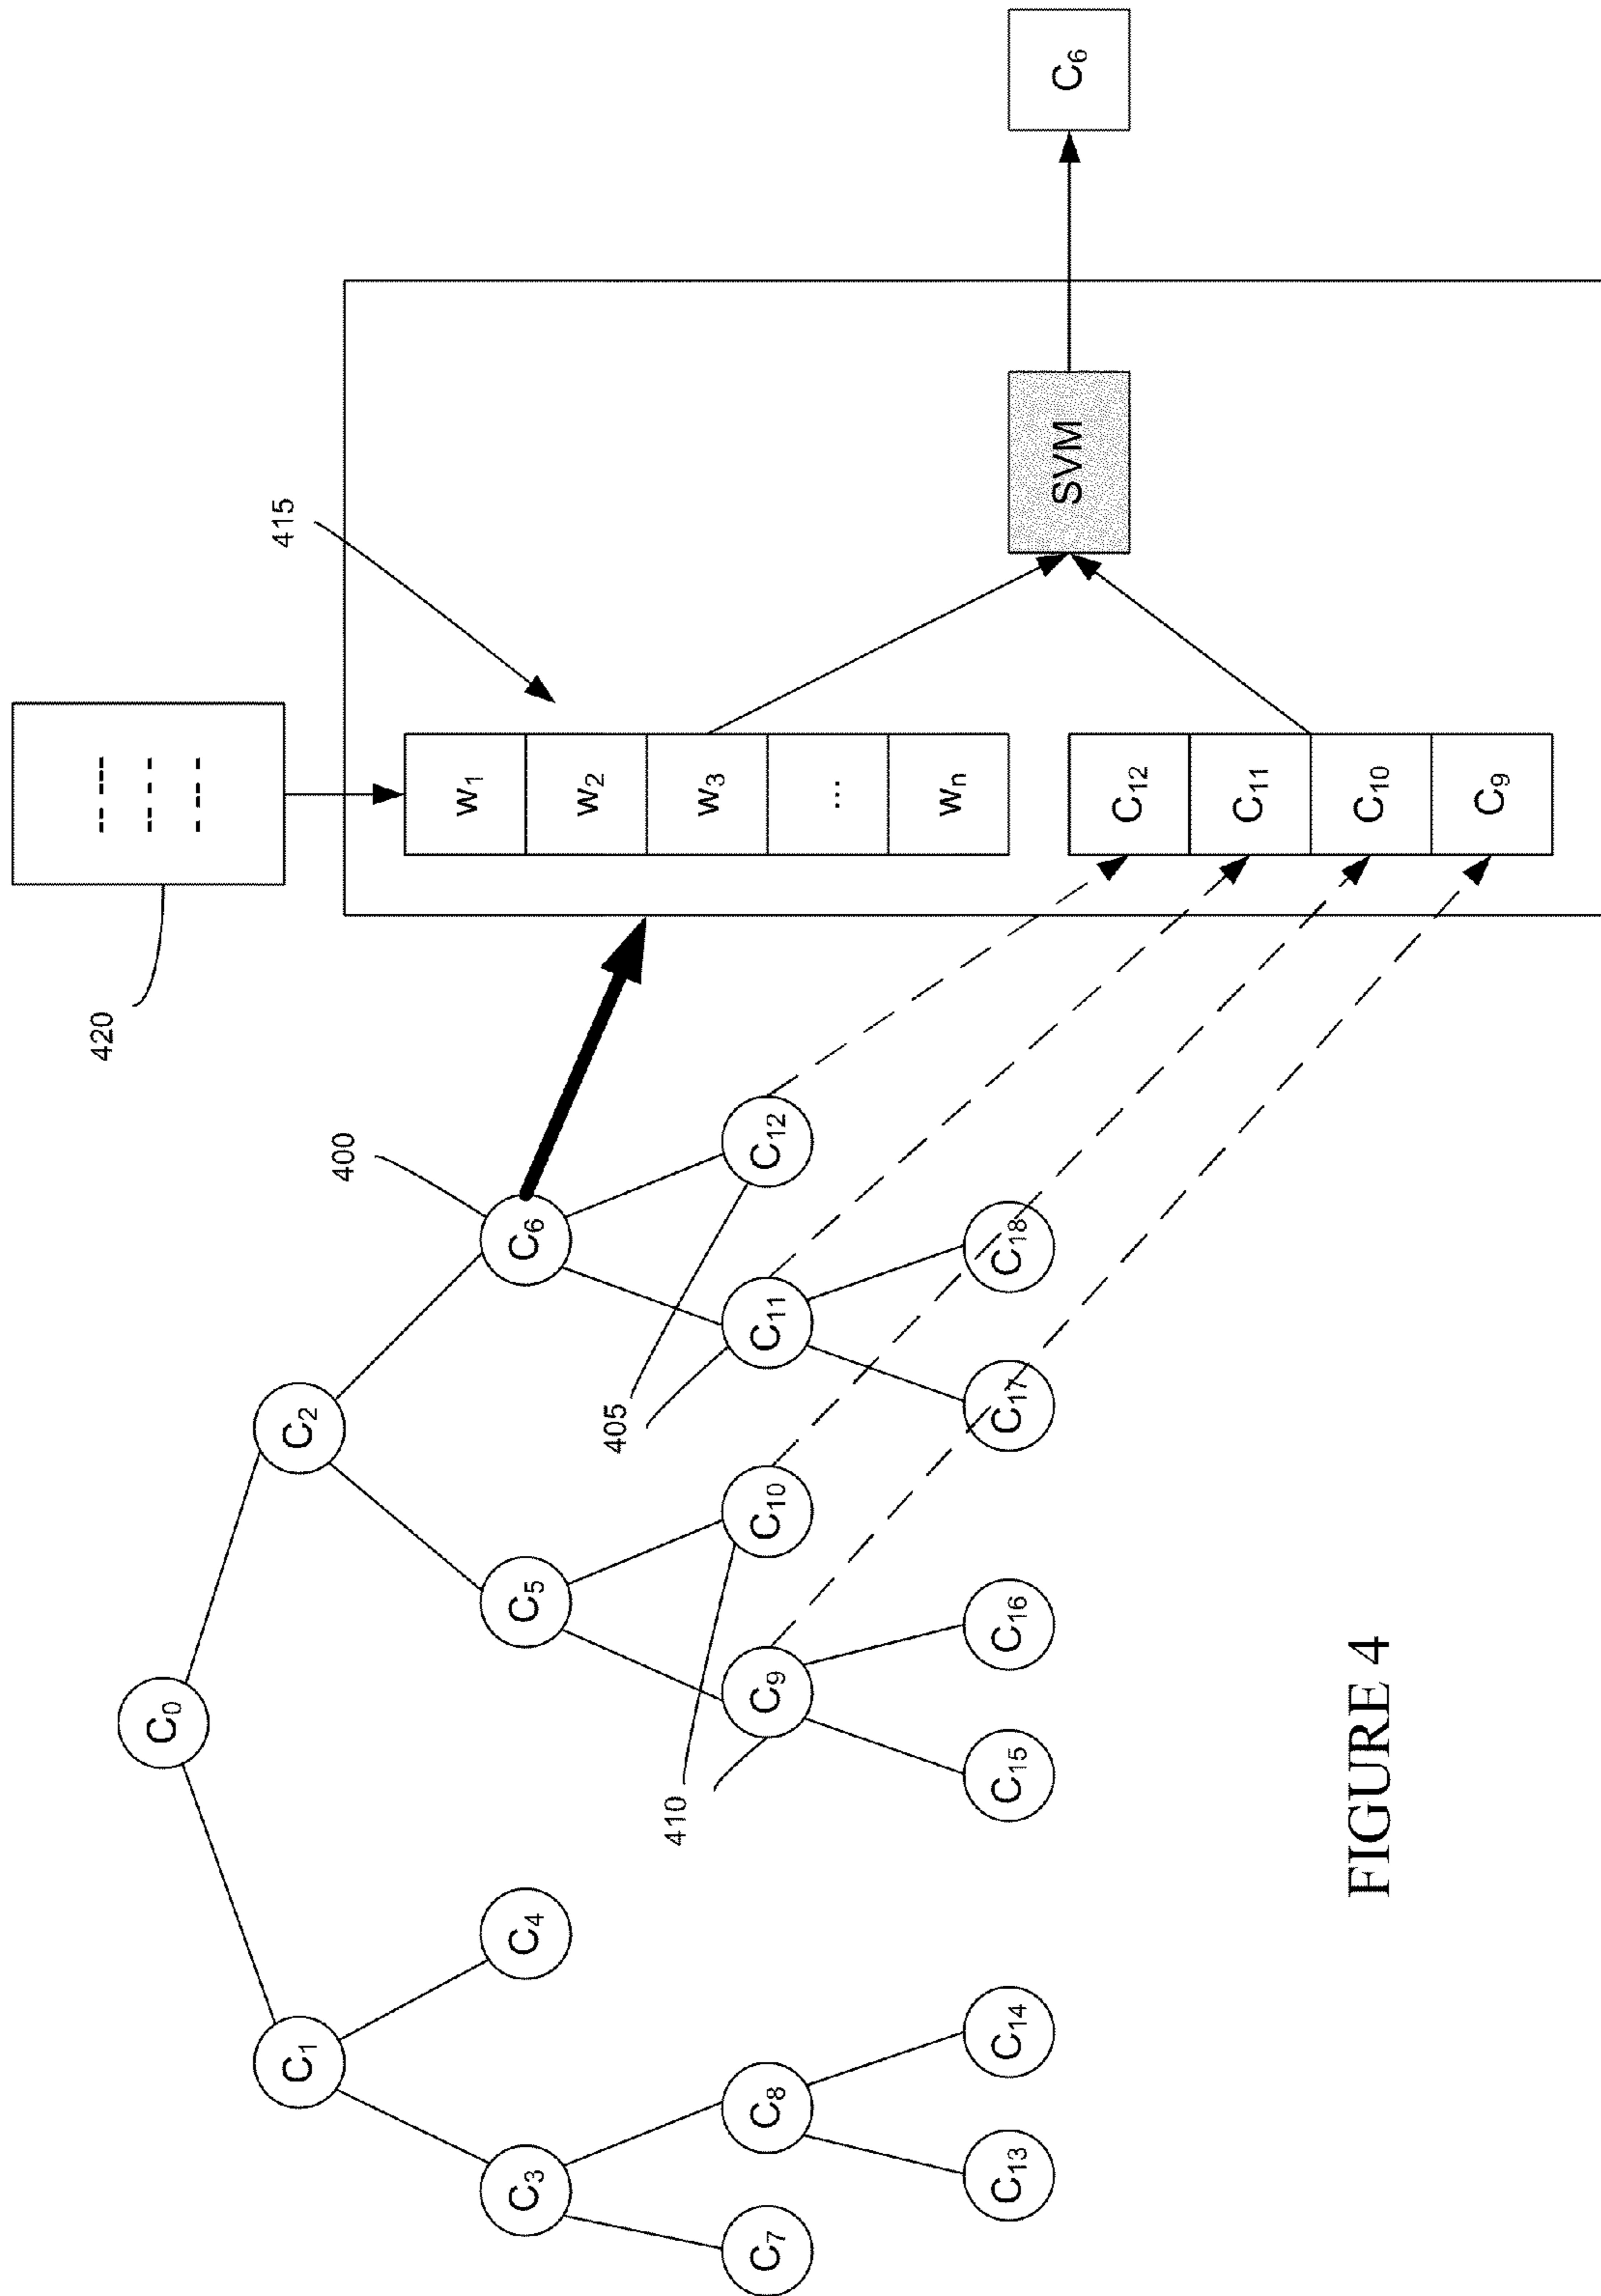 C0
C1
C2
C3
C4
C5
C6
400
C7
C8
C9
C10
C11
C12
410
405
C13
C14
C15
C16
C17
C18
420
-- ---
-- - -
- --- -
415
w1
w2
w3
...
wn
C12
C11
C10
C9
SVM
C6
FIGURE 4